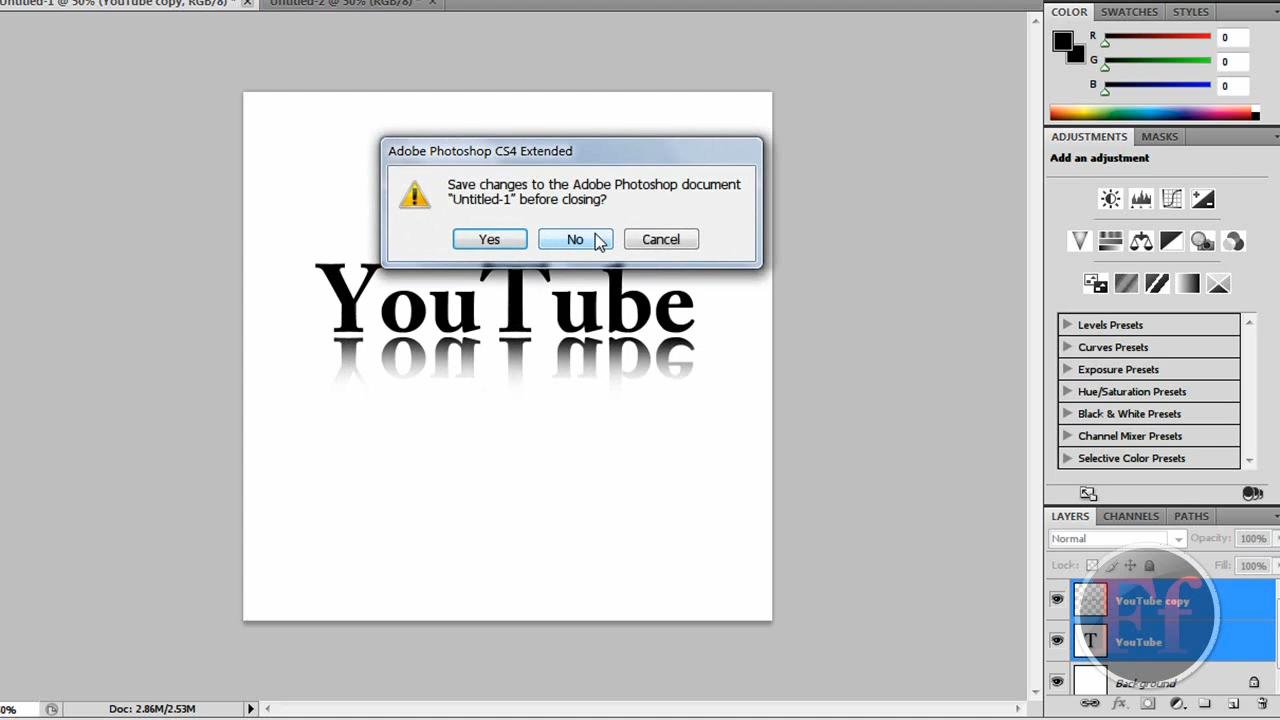 Untitled-1 @ 50% (YouTube copy, RGB/8) *
Untitled-2 @ 50% (RGB/8) *
COLOR SWATCHES STYLES
R 0
G 0
B 0
ADJUSTMENTS MASKS
Add an adjustment
Adobe Photoshop CS4 Extended
Save changes to the Adobe Photoshop document
"Untitled-1" before closing?
Yes No Cancel
YouTube
Levels Presets
Curves Presets
Exposure Presets
Hue/Saturation Presets
Black & White Presets
Channel Mixer Presets
Selective Color Presets
LAYERS CHANNELS PATHS
Normal Opacity: 100%
Lock: Fill: 100%
YouTube copy
T YouTube
Background
Ff
fx
Doc: 2.86M/2.53M